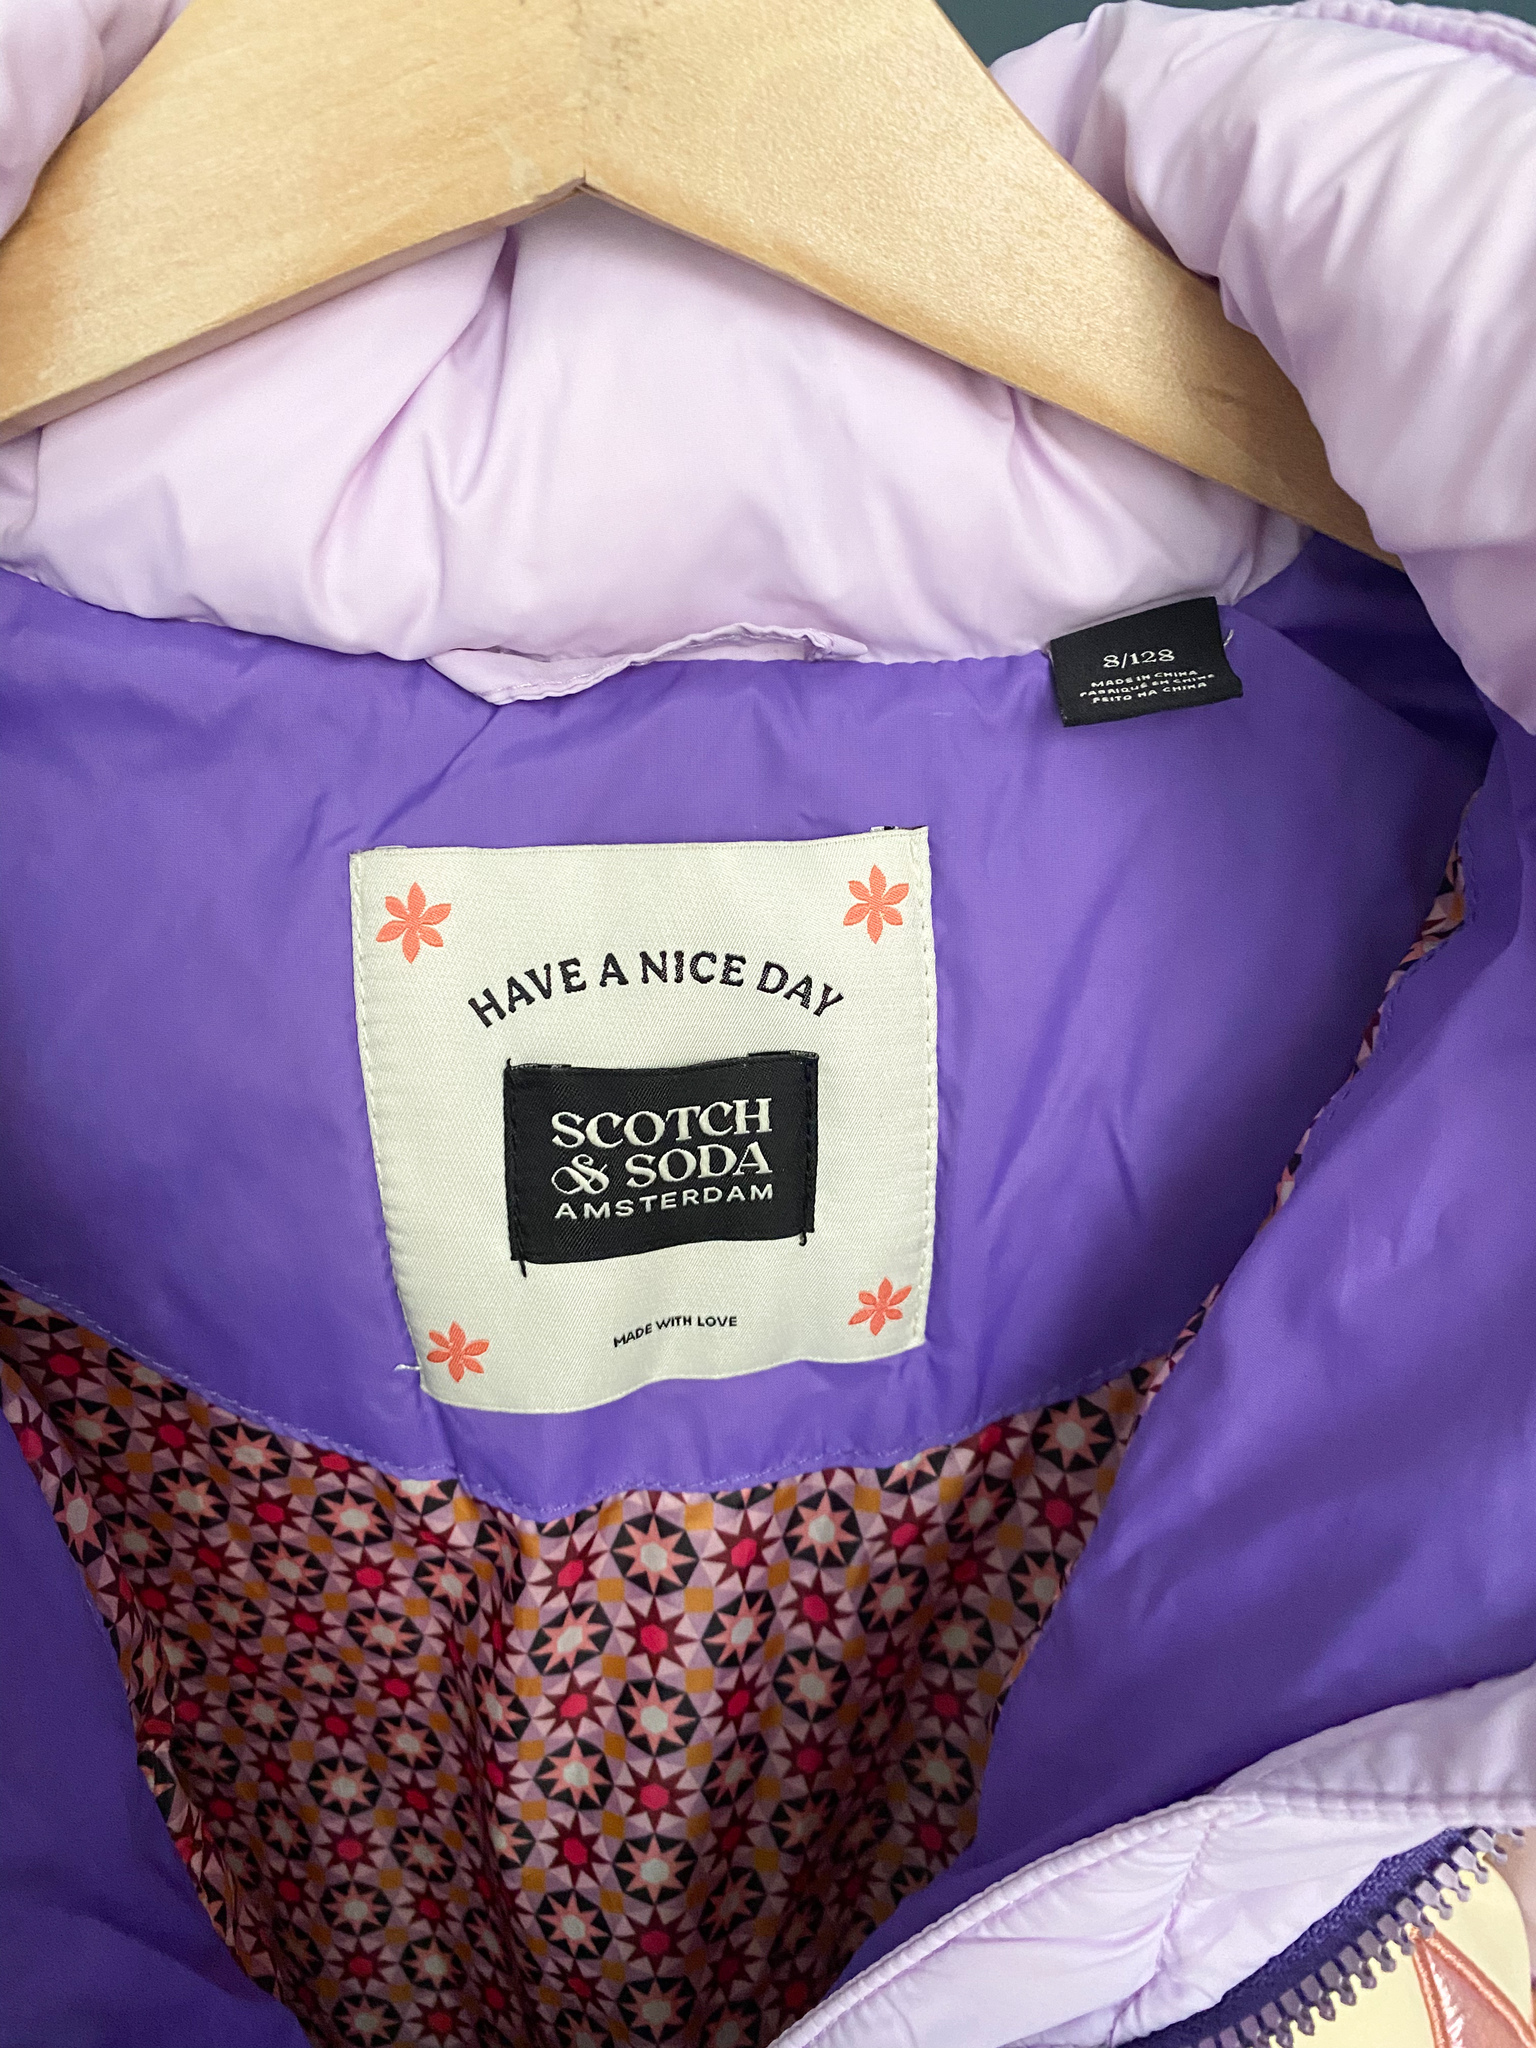 8/128
MADE IN CHINA
FABRIQUÉ EN CHINE
FEITO NA CHINA
HAVE A NICE DAY
SCOTCH
& SODA
AMSTERDAM
MADE WITH LOVE